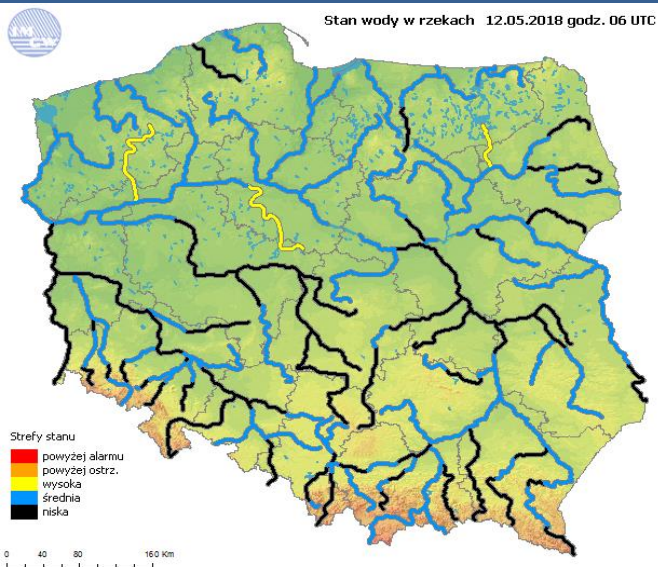 Stan wody w rzekach 12.05.2018 godz. 06 UTC
Strefy stanu
powyżej alarmu
powyżej ostrz.
wysoka
średnia
niska
0 40 80 160 Km